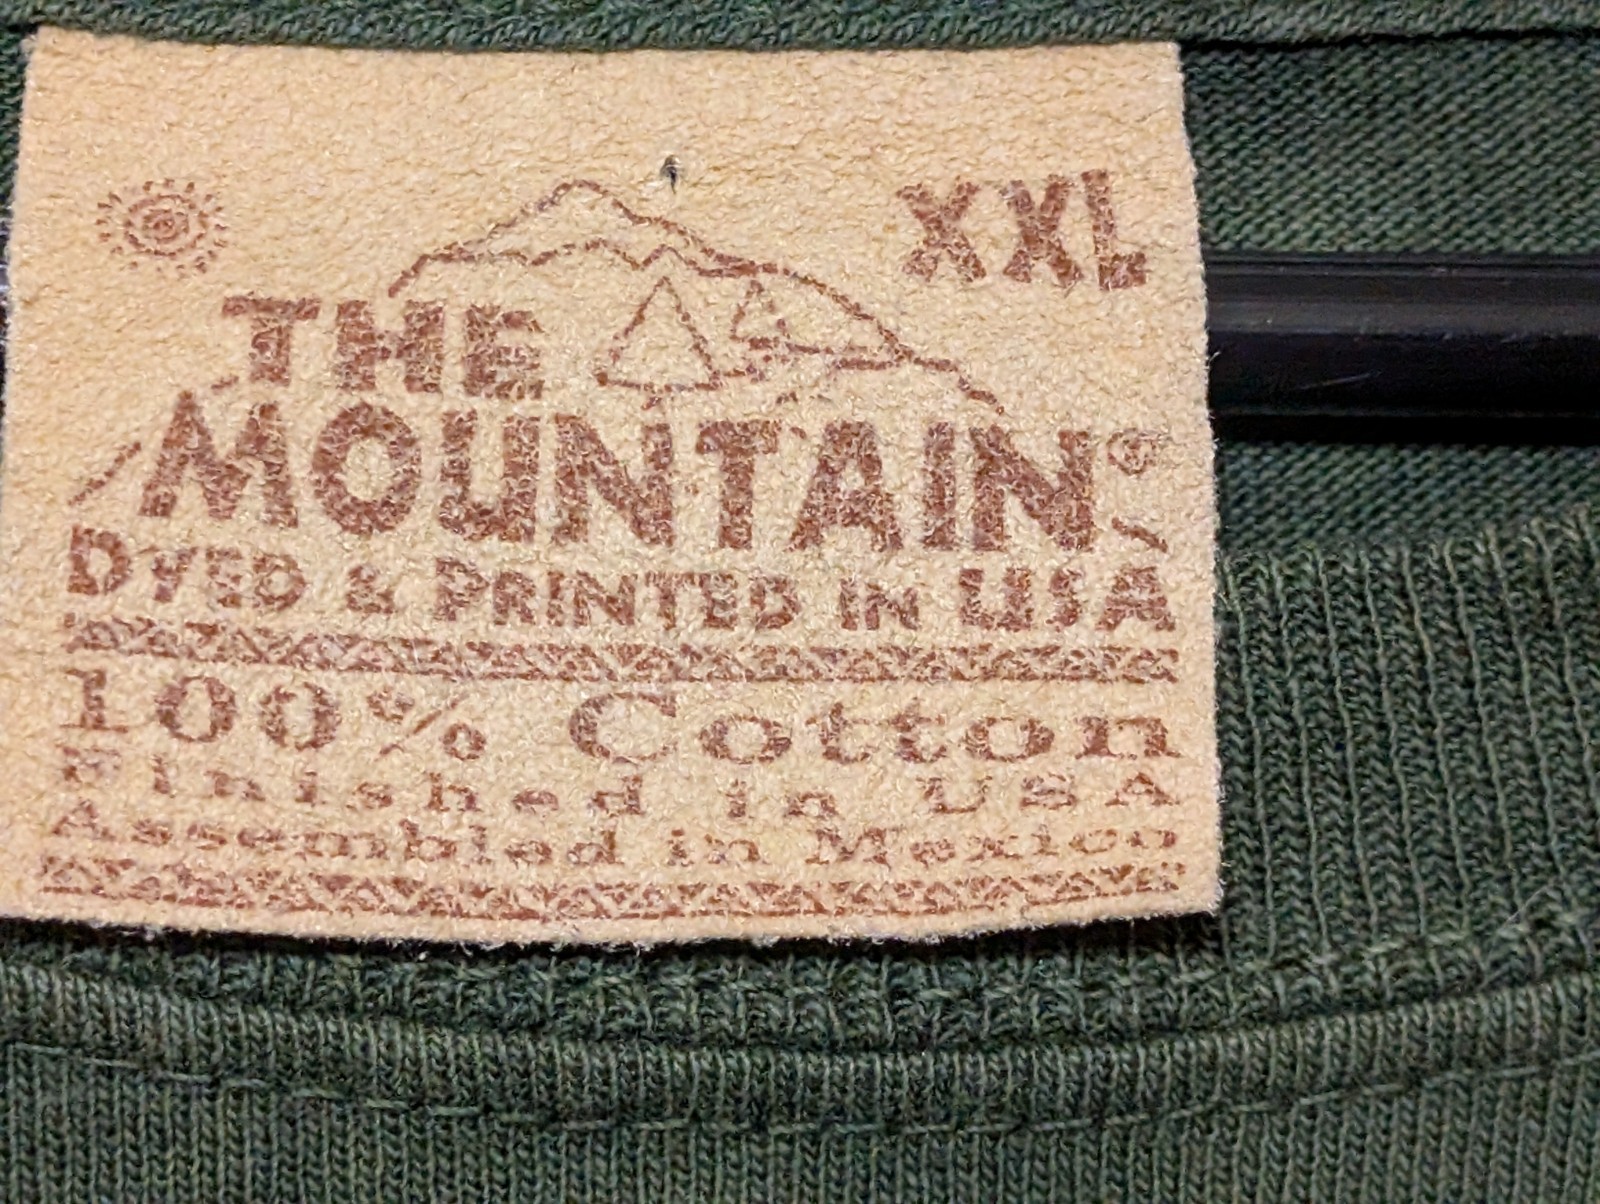 XXL
THE
MOUNTAIN®
DYED & PRINTED IN USA
100% Cotton
Finished in USA
Assembled in Mexico